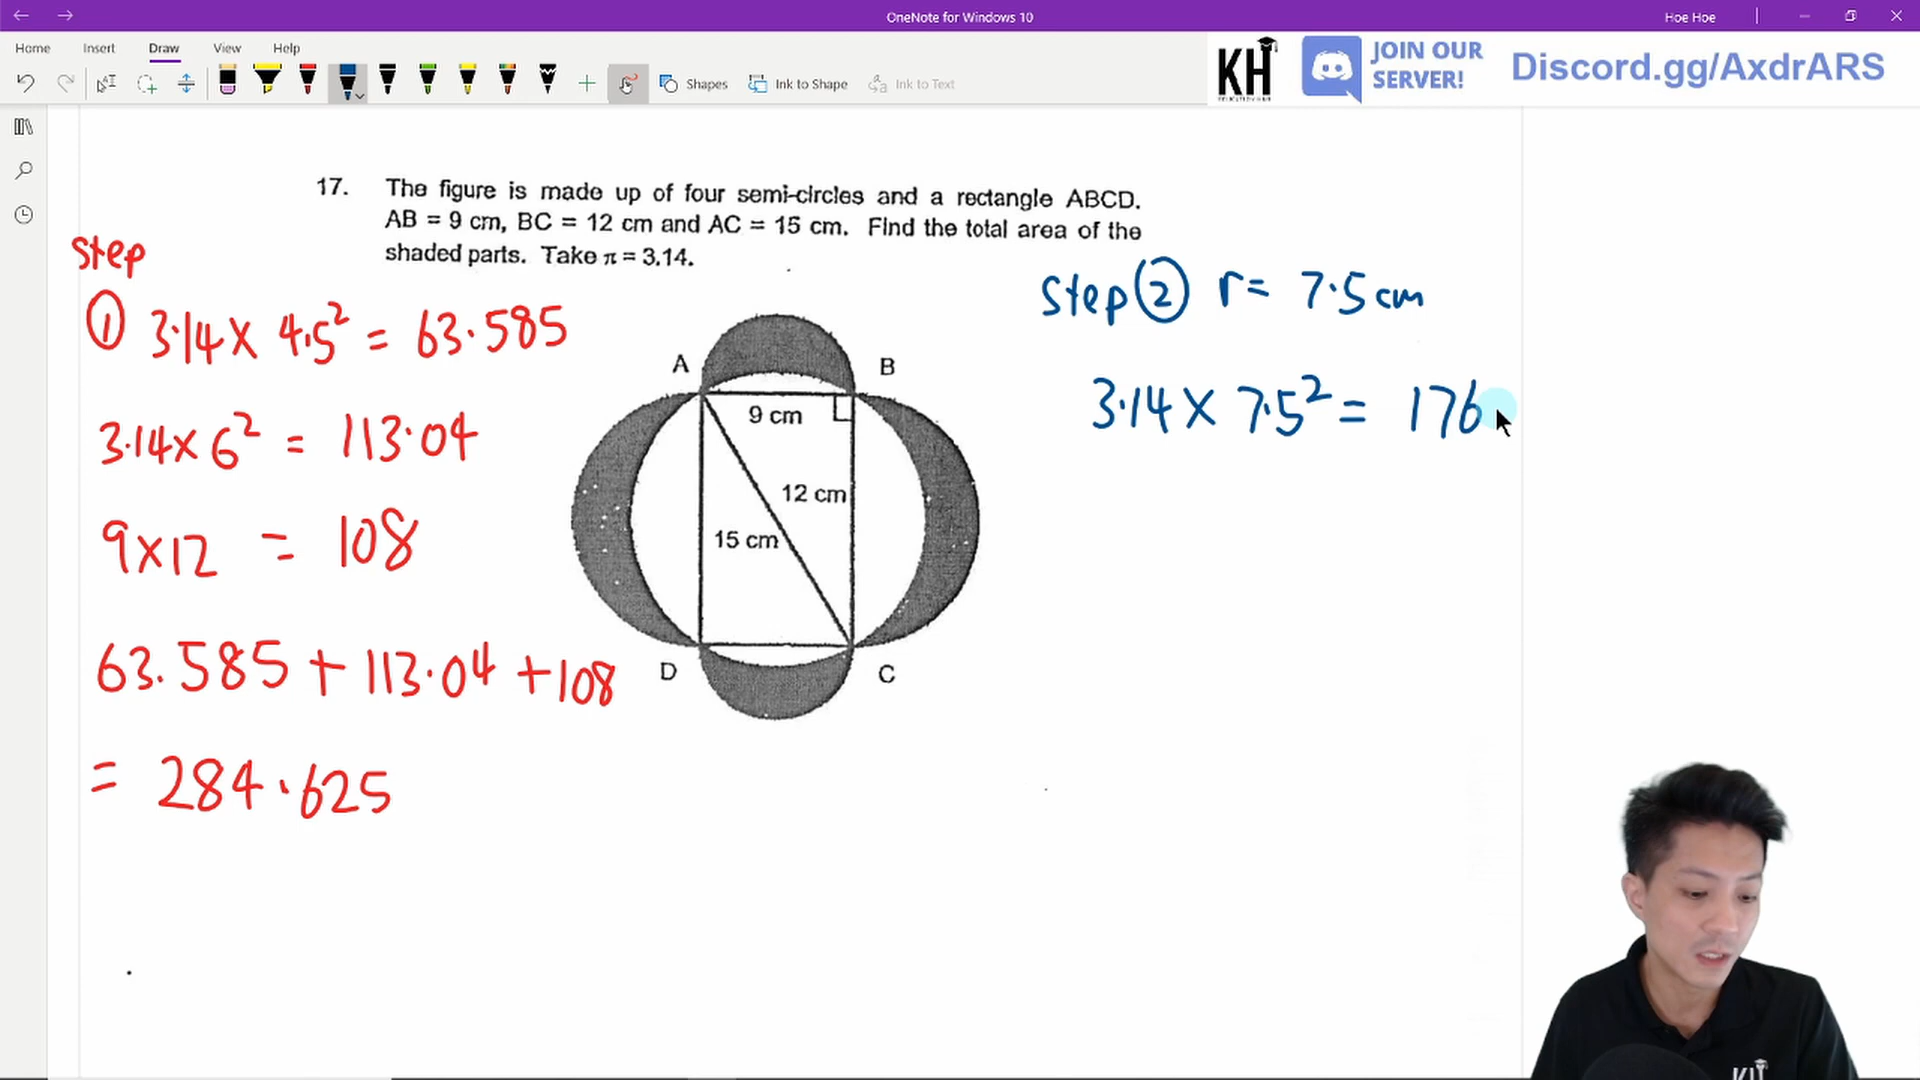 OneNote for Windows 10
Hoe Hoe
Home Insert Draw View Help
Shapes
Ink to Shape
Ink to Text
KH
JOIN OUR
SERVER!
Discord.gg/AxdrARS
17. The figure is made up of four semi-circles and a rectangle ABCD.
AB = 9 cm, BC = 12 cm and AC = 15 cm. Find the total area of the
shaded parts. Take π = 3.14.
step
① 3.14 × 4.5² = 63.585
3.14 × 6² = 113.04
9 × 12 = 108
63.585 + 113.04 + 108
= 284.625
A
B
9 cm
12 cm
15 cm
D
C
Step ② r = 7.5 cm
3.14 × 7.5² = 176
KH